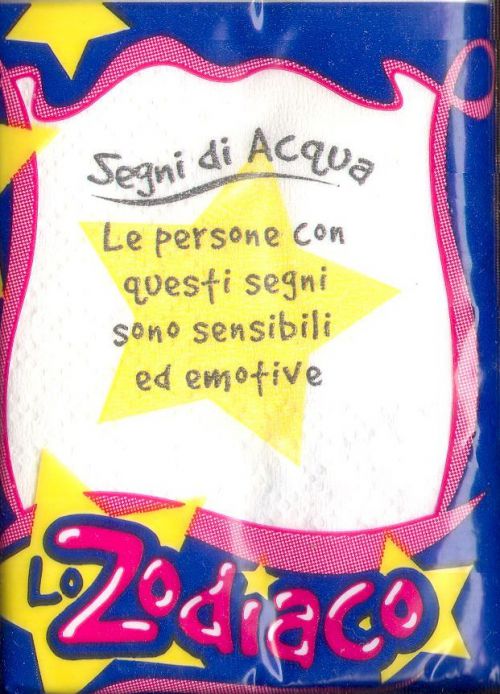 Segni di Acqua
Le persone con
questi segni
sono sensibili
ed emotive
Lo Zodiaco